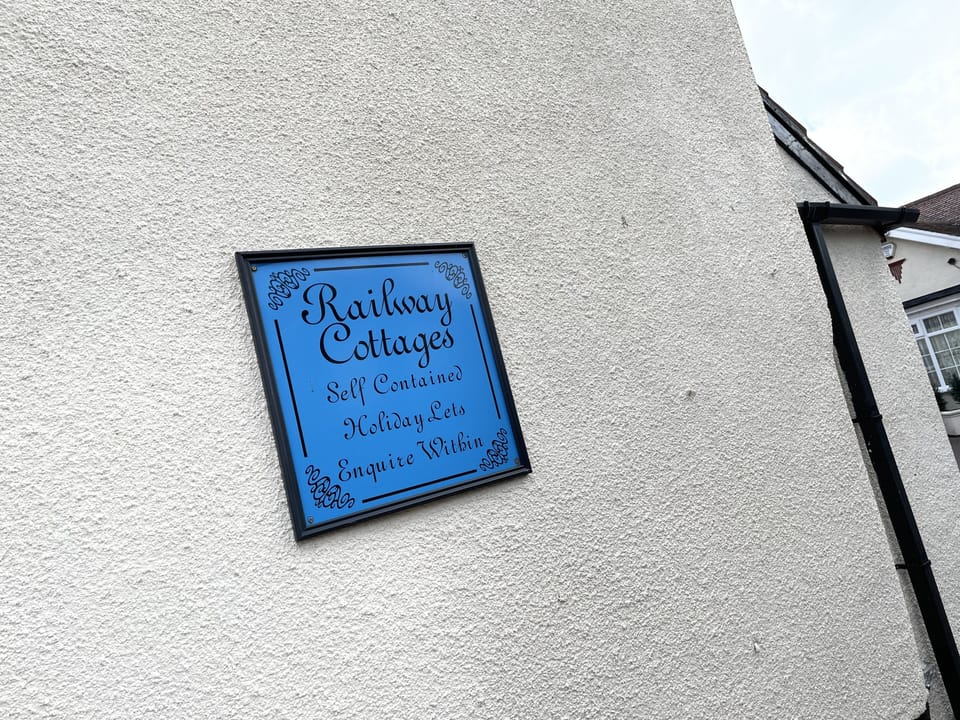 Railway
Cottages
Self Contained
Holiday Lets
Enquire Within